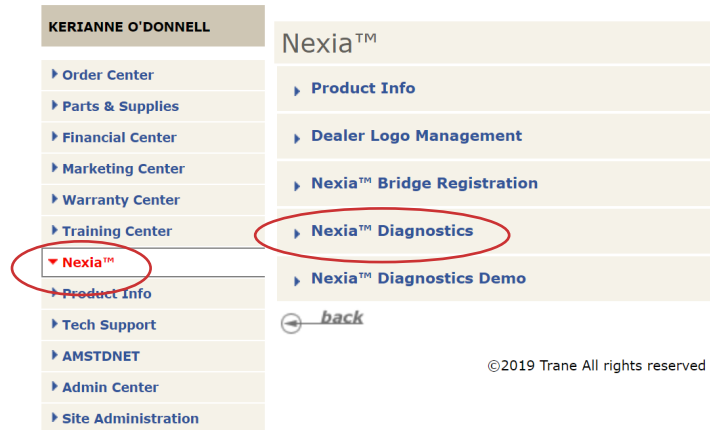 KERIANNE O'DONNELL
Order Center
Parts & Supplies
Financial Center
Marketing Center
Warranty Center
Training Center
Nexia™
Product Info
Tech Support
AMSTDNET
Admin Center
Site Administration
Nexia™
Product Info
Dealer Logo Management
Nexia™ Bridge Registration
Nexia™ Diagnostics
Nexia™ Diagnostics Demo
back
©2019 Trane All rights reserved